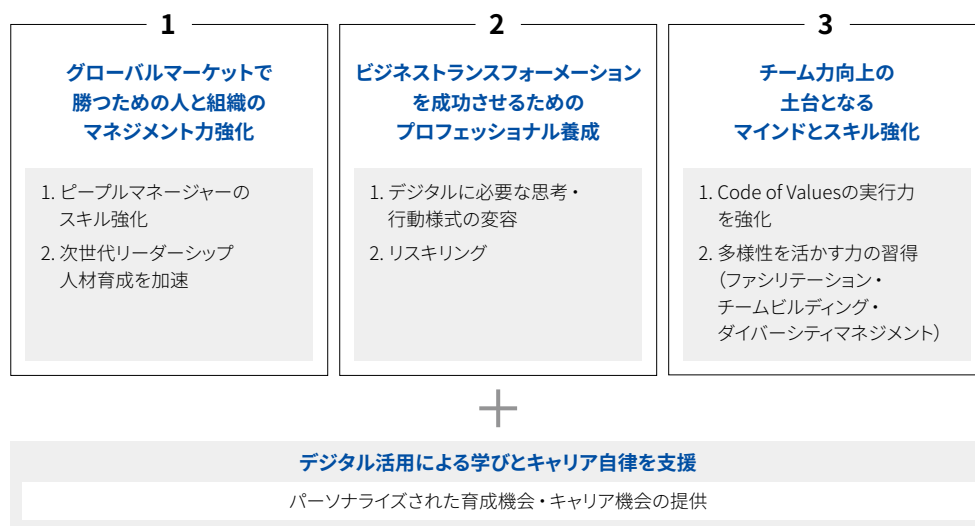 1
グローバルマーケットで
勝つための人と組織の
マネジメント力強化
1. ピープルマネージャーの
スキル強化
2. 次世代リーダーシップ
人材育成を加速
2
ビジネストランスフォーメーション
を成功させるための
プロフェッショナル養成
1. デジタルに必要な思考・
行動様式の変容
2. リスキリング
3
チーム力向上の
土台となる
マインドとスキル強化
1. Code of Valuesの実行力
を強化
2. 多様性を活かす力の習得
（ファシリテーション・
チームビルディング・
ダイバーシティマネジメント）
+
デジタル活用による学びとキャリア自律を支援
パーソナライズされた育成機会・キャリア機会の提供